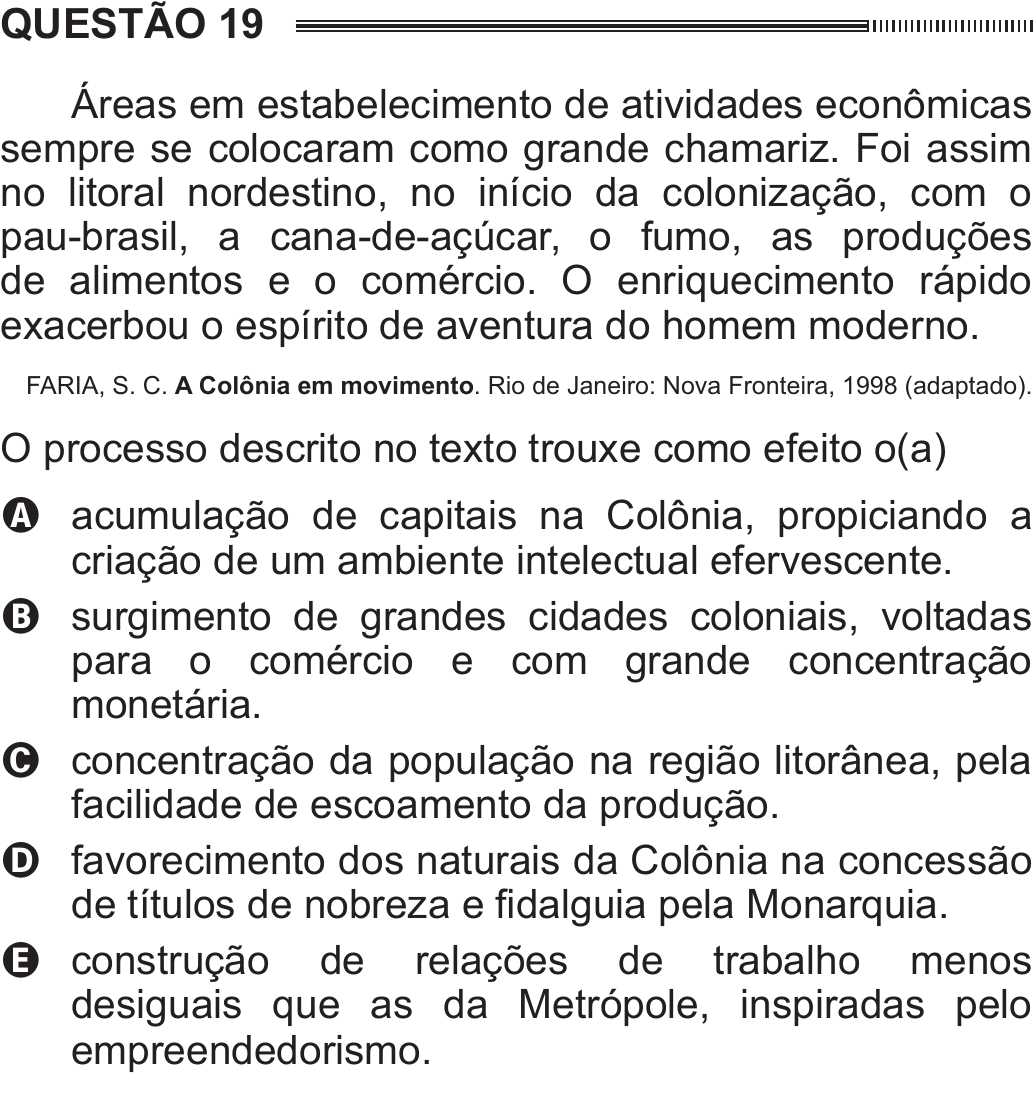 QUESTÃO 19
Áreas em estabelecimento de atividades econômicas
sempre se colocaram como grande chamariz. Foi assim
no litoral nordestino, no início da colonização, com o
pau-brasil, a cana-de-açúcar, o fumo, as produções
de alimentos e o comércio. O enriquecimento rápido
exacerbou o espírito de aventura do homem moderno.
FARIA, S. C. A Colônia em movimento. Rio de Janeiro: Nova Fronteira, 1998 (adaptado).
O processo descrito no texto trouxe como efeito o(a)
A acumulação de capitais na Colônia, propiciando a
criação de um ambiente intelectual efervescente.
B surgimento de grandes cidades coloniais, voltadas
para o comércio e com grande concentração
monetária.
C concentração da população na região litorânea, pela
facilidade de escoamento da produção.
D favorecimento dos naturais da Colônia na concessão
de títulos de nobreza e fidalguia pela Monarquia.
E construção de relações de trabalho menos
desiguais que as da Metrópole, inspiradas pelo
empreendedorismo.